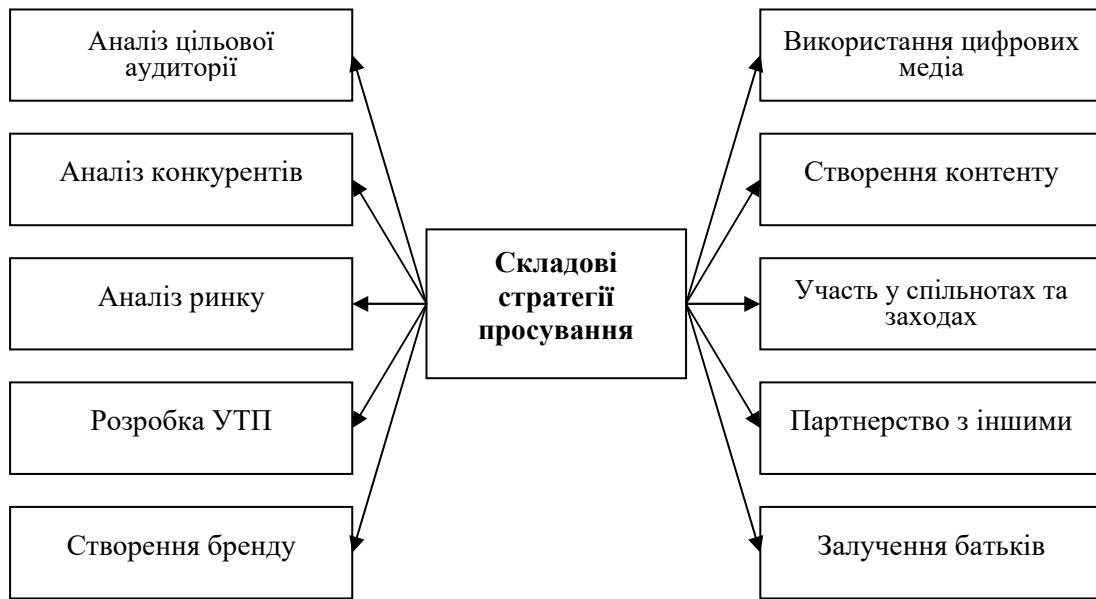 Аналіз цільової
аудиторії
Аналіз конкурентів
Аналіз ринку
Розробка УТП
Створення бренду
Складові
стратегії
просування
Використання цифрових
медіа
Створення контенту
Участь у спільнотах та
заходах
Партнерство з іншими
Залучення батьків